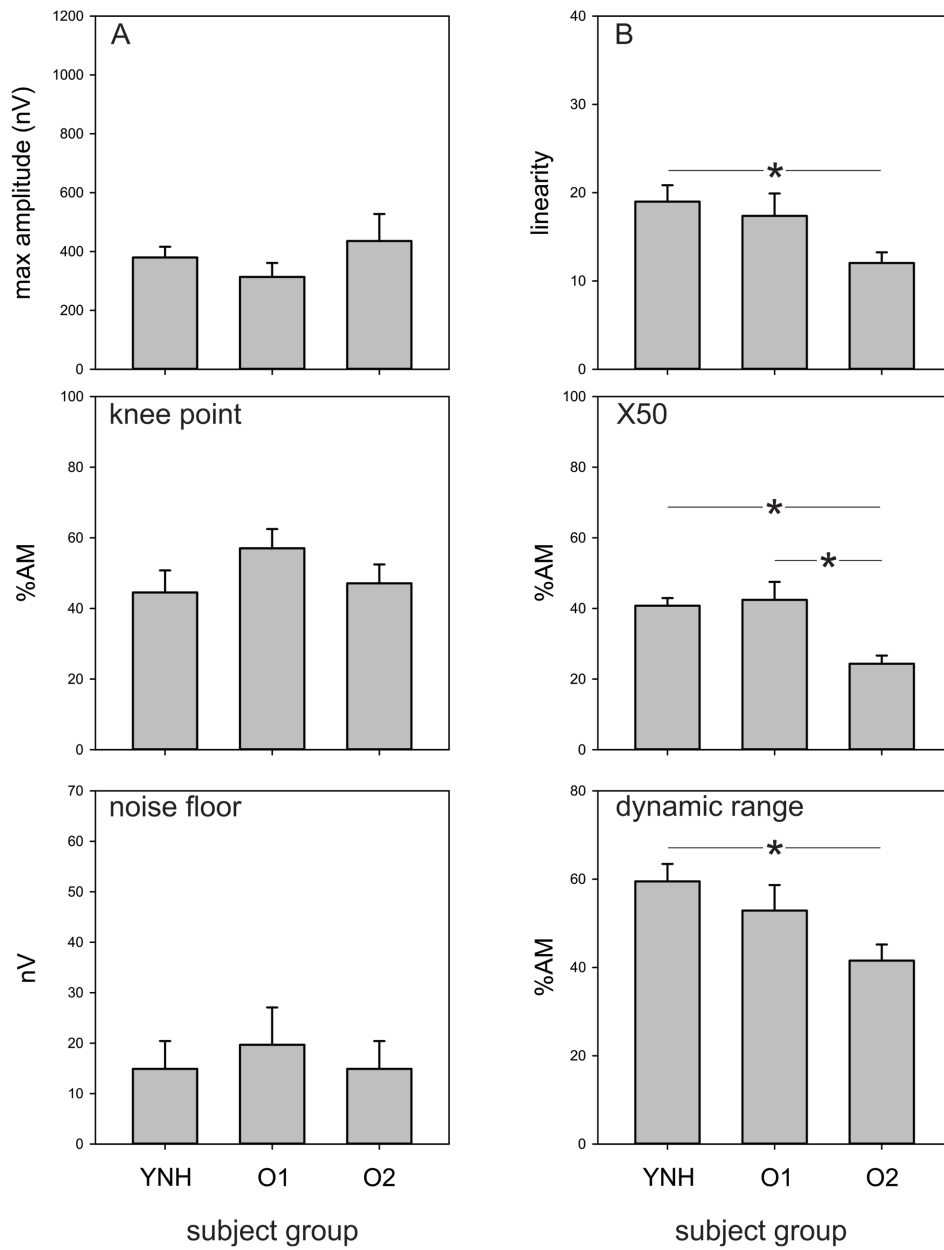 A
max amplitude (nV)
1200
1000
800
600
400
200
0
B
linearity
40
30
20
10
0
*
knee point
%AM
100
80
60
40
20
0
X50
%AM
100
80
60
40
20
0
*
*
noise floor
nV
70
60
50
40
30
20
10
0
YNH O1 O2
subject group
dynamic range
%AM
80
60
40
20
0
*
YNH O1 O2
subject group